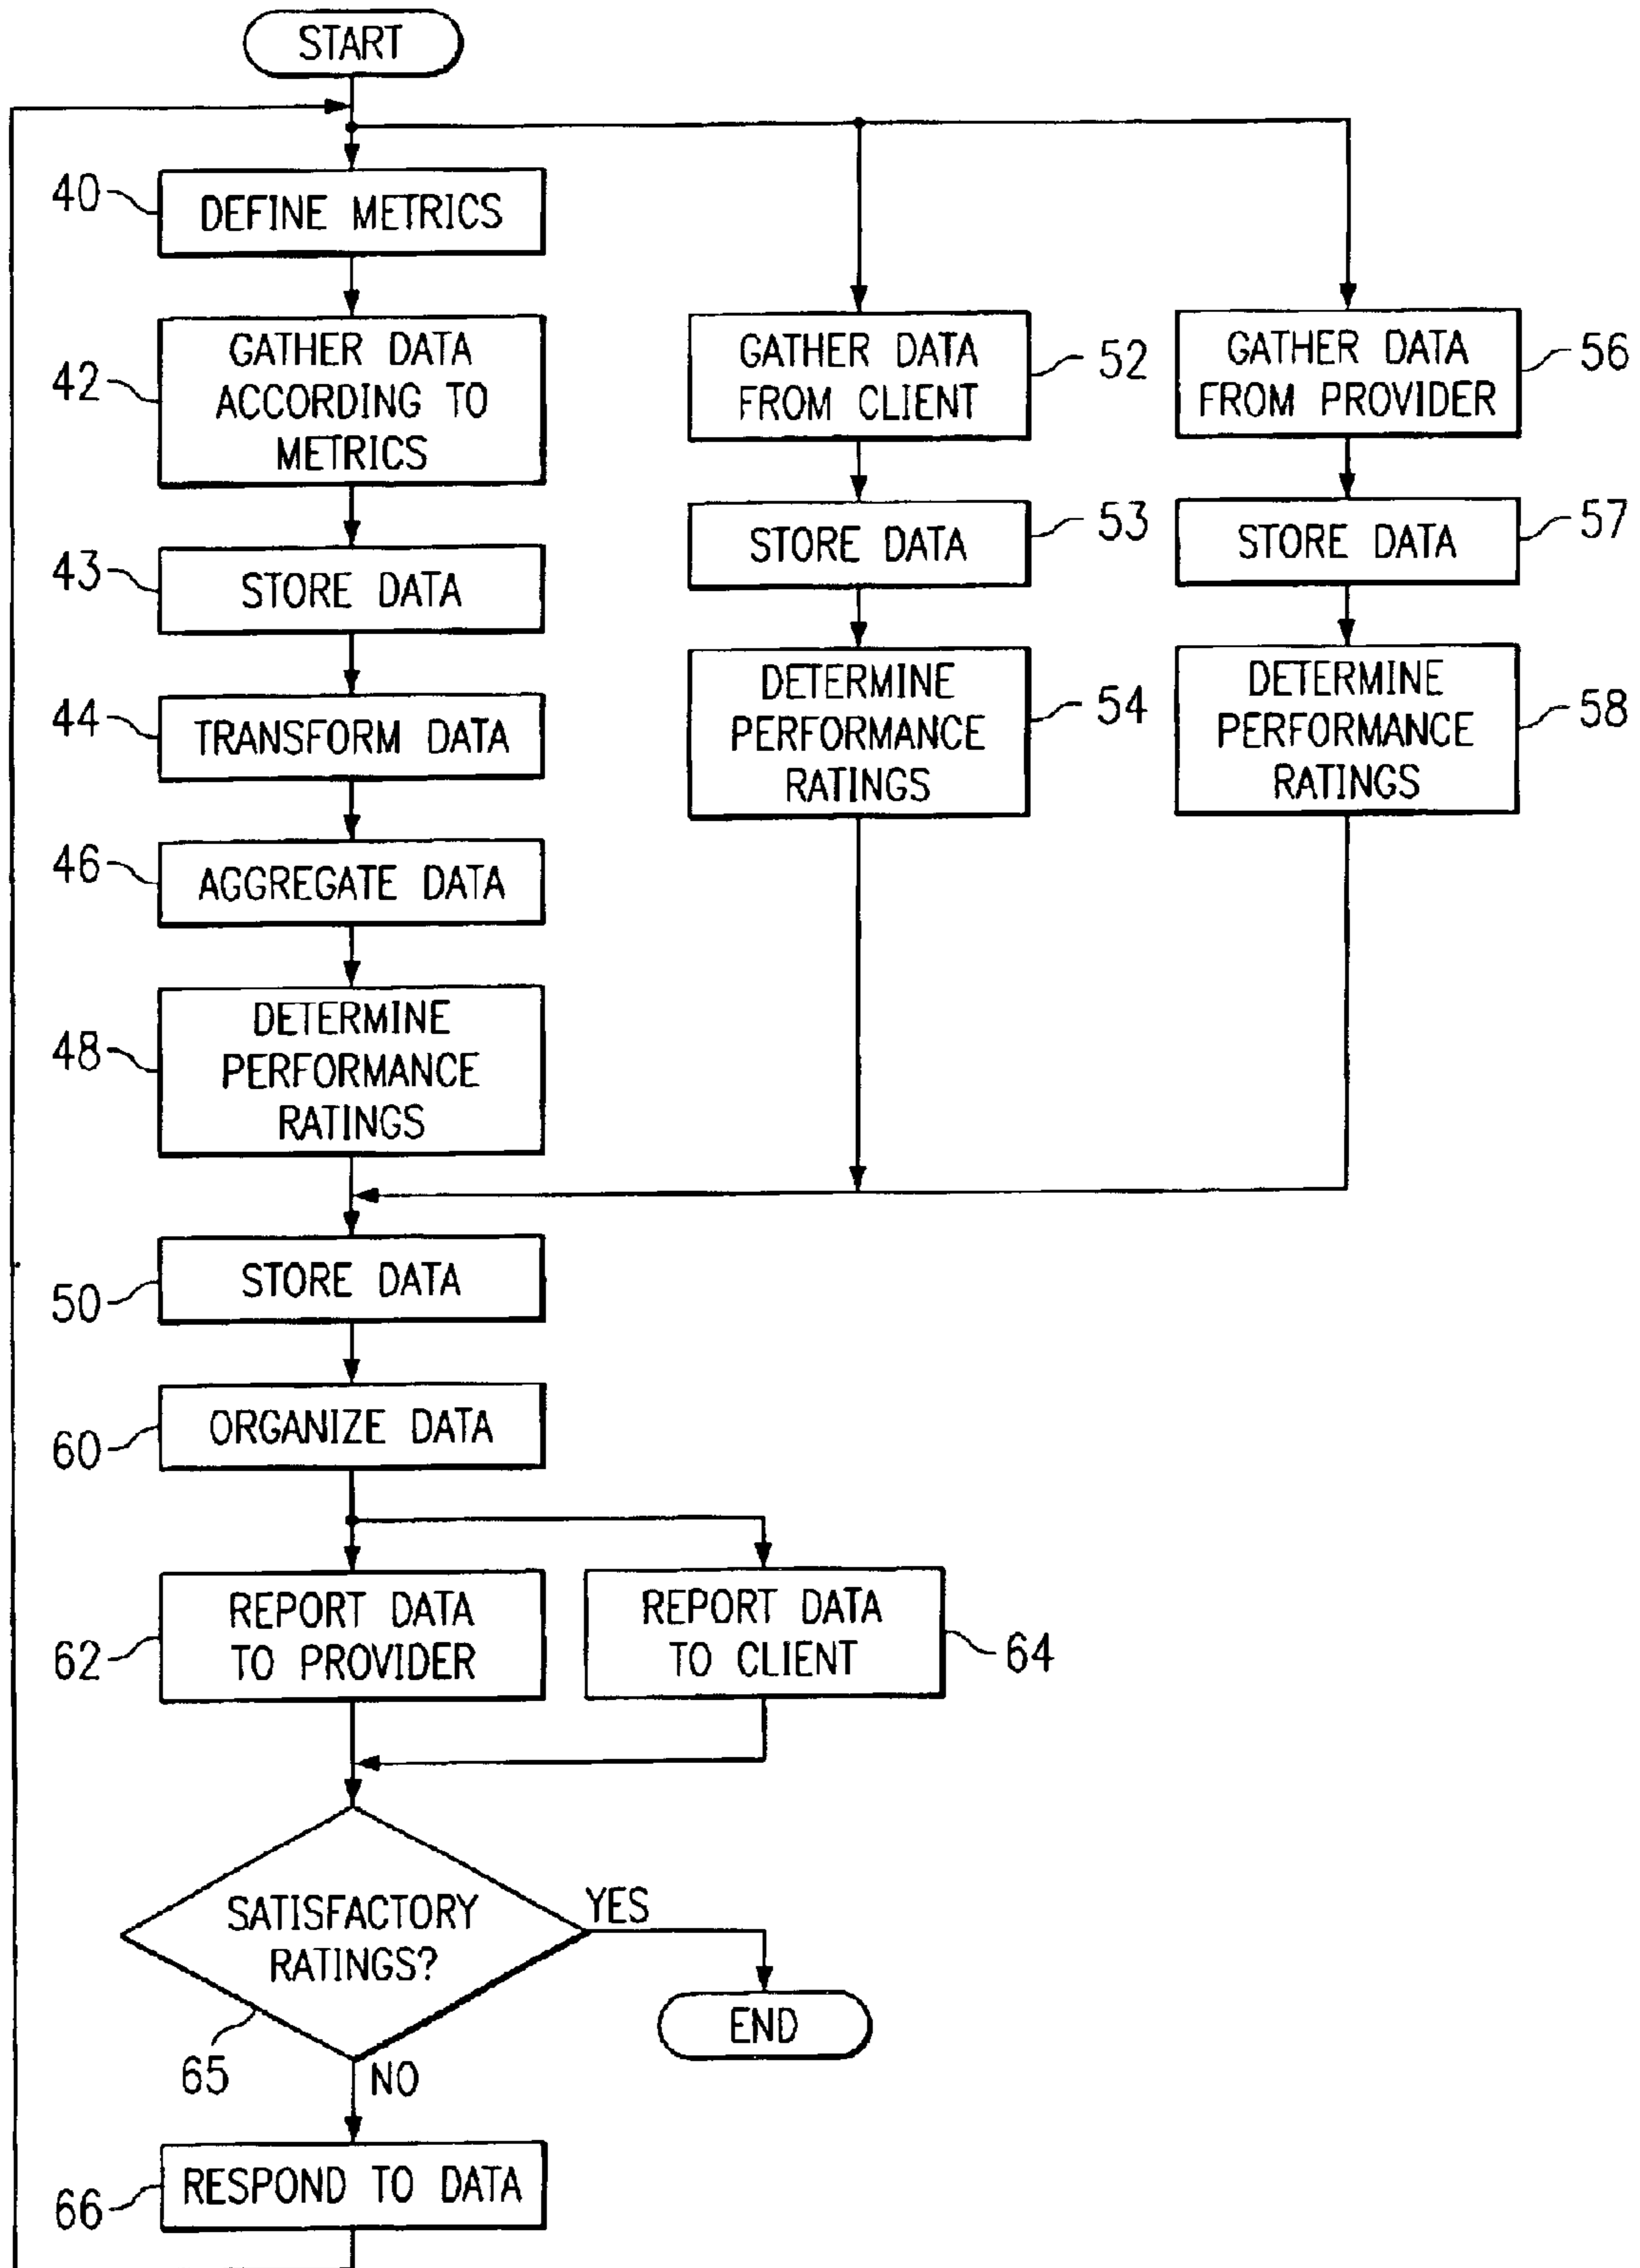 START
40
DEFINE METRICS
42
GATHER DATA
ACCORDING TO
METRICS
43
STORE DATA
44
TRANSFORM DATA
46
AGGREGATE DATA
48
DETERMINE
PERFORMANCE
RATINGS
GATHER DATA
FROM CLIENT
52
STORE DATA
53
DETERMINE
PERFORMANCE
RATINGS
54
GATHER DATA
FROM PROVIDER
56
STORE DATA
57
DETERMINE
PERFORMANCE
RATINGS
58
50
STORE DATA
60
ORGANIZE DATA
62
REPORT DATA
TO PROVIDER
REPORT DATA
TO CLIENT
64
SATISFACTORY
RATINGS?
65
YES
END
NO
66
RESPOND TO DATA